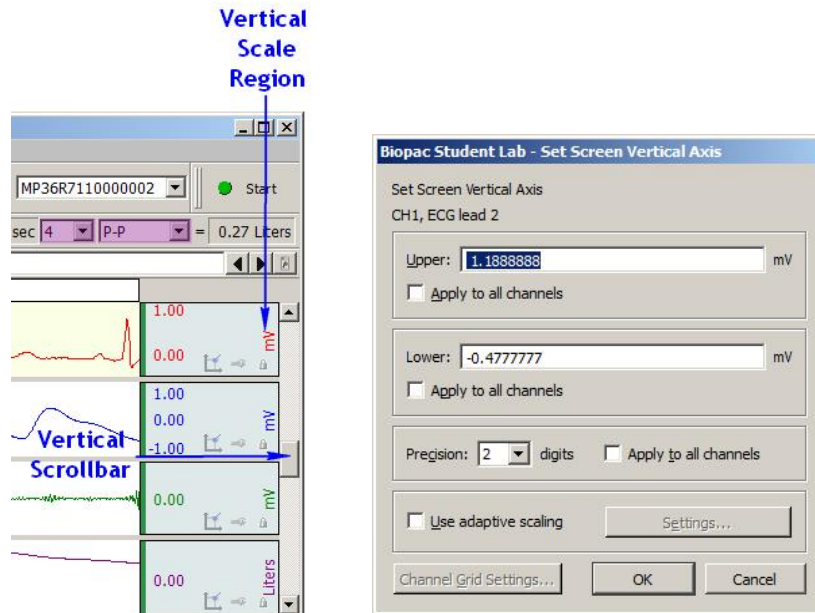 Vertical
Scale
Region
MP36R7110000002
Start
sec 4 P-P = 0.27 Liters
1.00
0.00
mV
1.00
0.00
-1.00
mV
Vertical
Scrollbar
0.00
mV
0.00
Liters
Biopac Student Lab - Set Screen Vertical Axis
Set Screen Vertical Axis
CH1, ECG lead 2
Upper: 1.1888888 mV
Apply to all channels
Lower: -0.4777777 mV
Apply to all channels
Precision: 2 digits Apply to all channels
Use adaptive scaling Settings...
Channel Grid Settings... OK Cancel